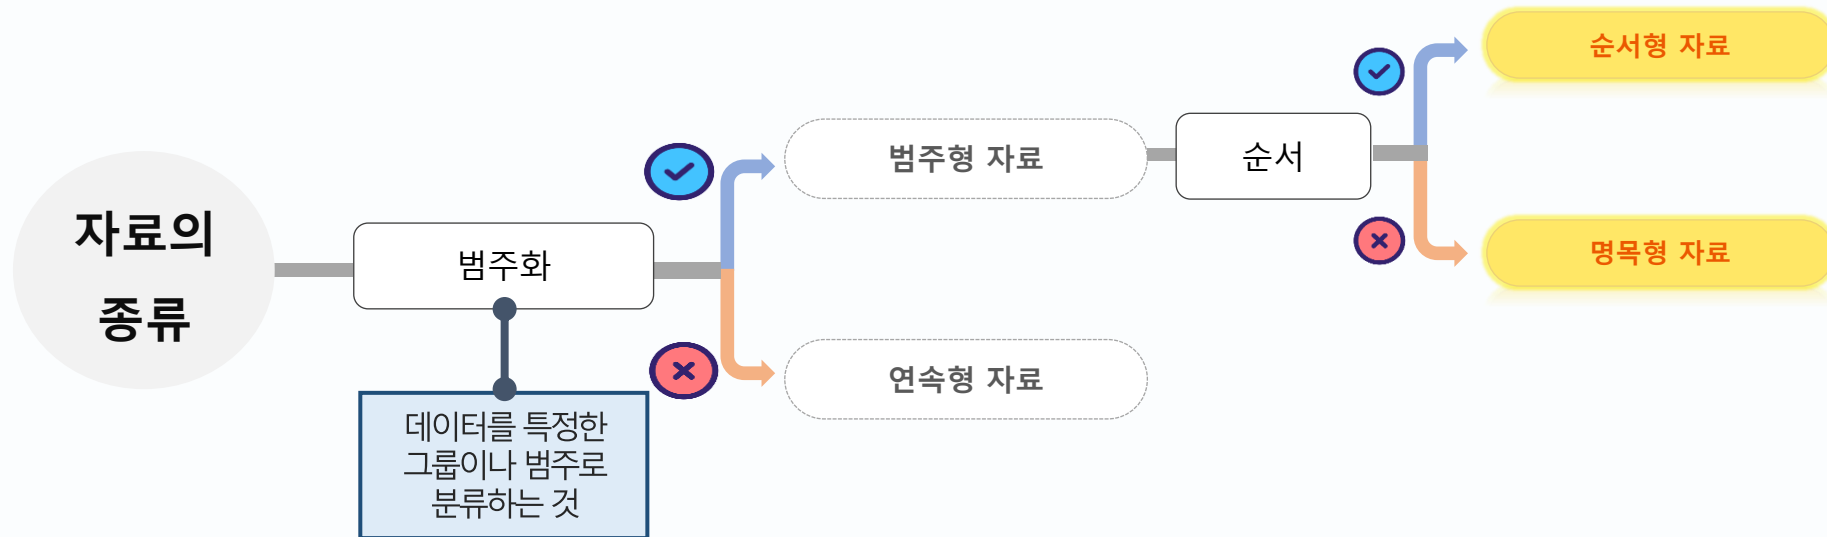 자료의
종류
범주화
데이터를 특정한
그룹이나 범주로
분류하는 것
범주형 자료
연속형 자료
순서
순서형 자료
명목형 자료